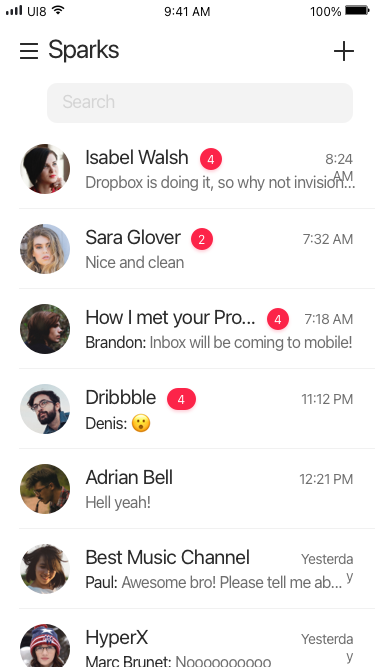 UI8 9:41 AM 100%
Sparks
Search
Isabel Walsh 4 8:24 AM
Dropbox is doing it, so why not invision...
Sara Glover 2 7:32 AM
Nice and clean
How I met your Pro... 4 7:18 AM
Brandon: Inbox will be coming to mobile!
Dribbble 4 11:12 PM
Denis: 😮
Adrian Bell 12:21 PM
Hell yeah!
Best Music Channel Yesterday
Paul: Awesome bro! Please tell me ab...
HyperX Yesterday
Marc Brunet: Noooooooooo